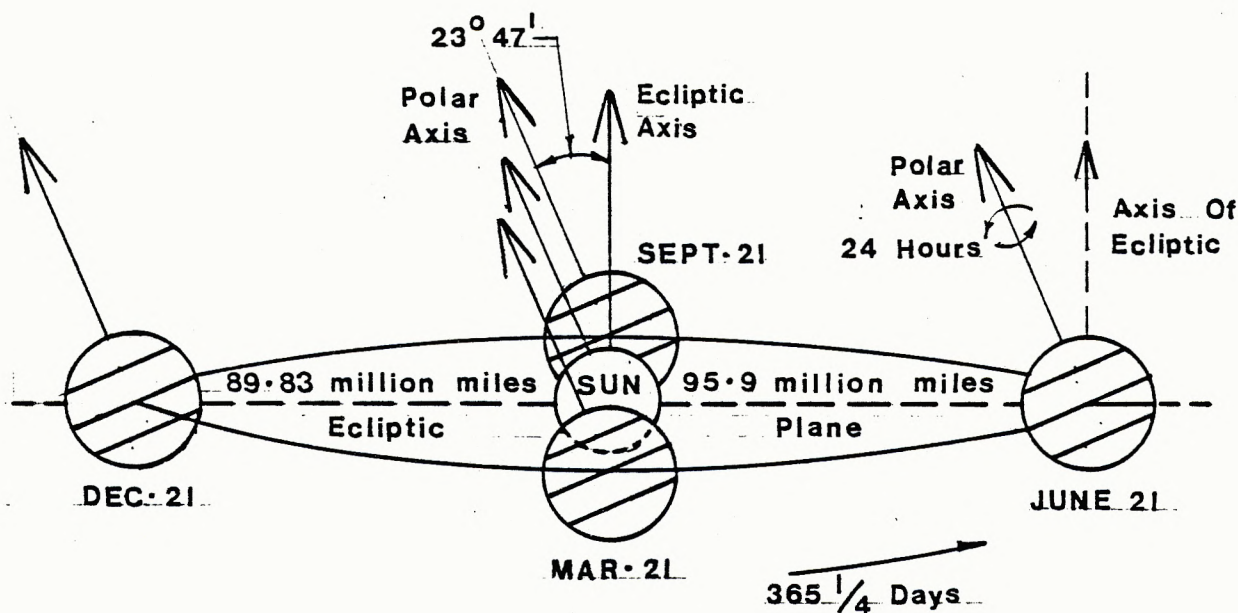 23° 47'
Polar
Axis
Ecliptic
Axis
Polar
Axis
24 Hours
Axis Of
Ecliptic
SEPT·21
89·83 million miles
SUN
95·9 million miles
Ecliptic
Plane
DEC·21
JUNE 21
MAR·21
365 1/4 Days